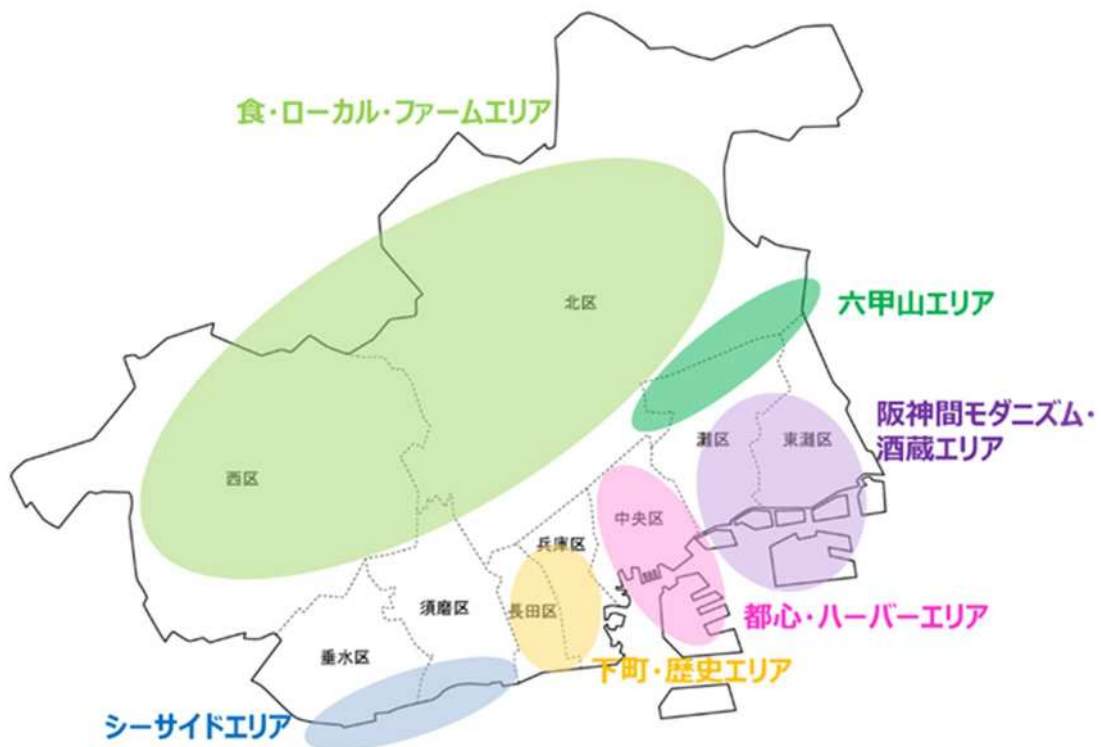 食・ローカル・ファームエリア
北区
六甲山エリア
阪神間モダニズム・
酒蔵エリア
灘区
東灘区
西区
中央区
兵庫区
須磨区
長田区
都心・ハーバーエリア
垂水区
下町・歴史エリア
シーサイドエリア